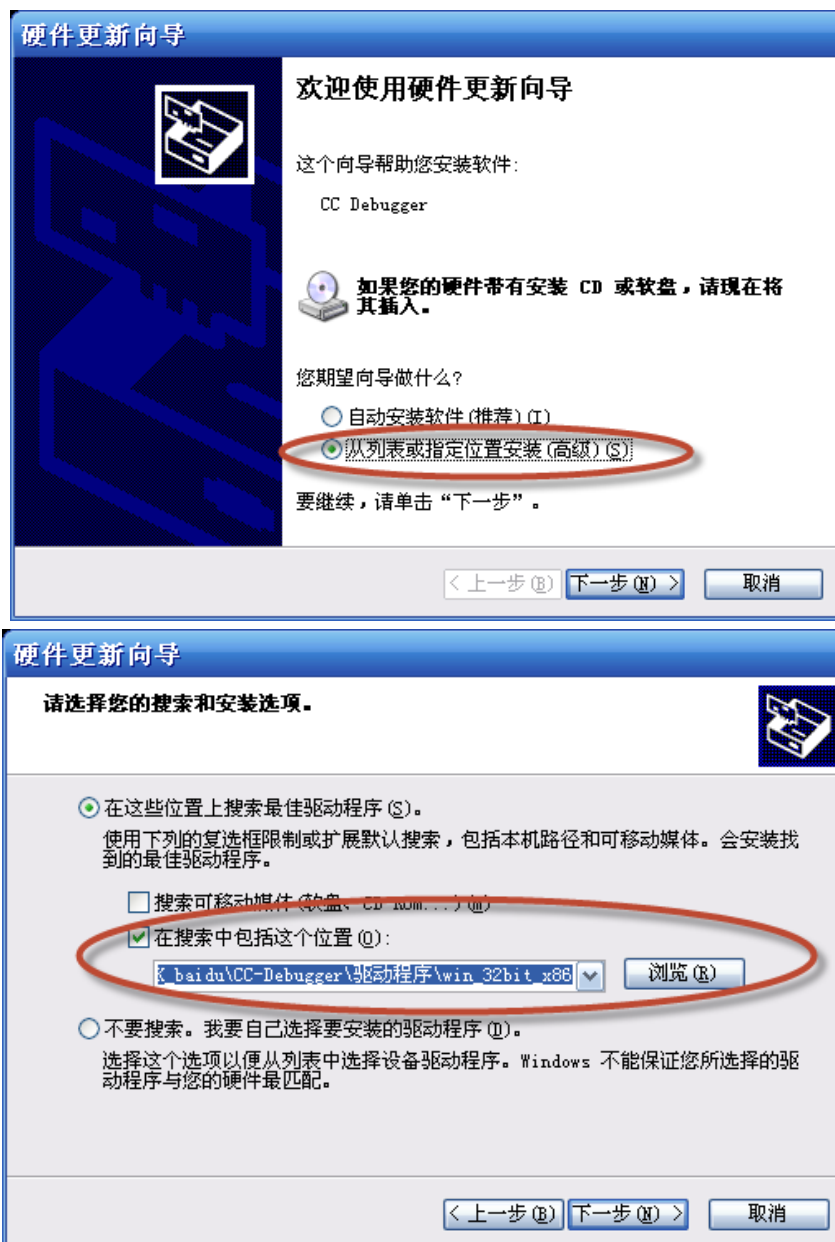 硬件更新向导
欢迎使用硬件更新向导
这个向导帮助您安装软件:
CC Debugger
如果您的硬件带有安装 CD 或软盘，请现在将
其插入。
您期望向导做什么?
自动安装软件(推荐)(I)
从列表或指定位置安装(高级)(S)
要继续，请单击“下一步”。
< 上一步(B) 下一步(N) > 取消
硬件更新向导
请选择您的搜索和安装选项。
在这些位置上搜索最佳驱动程序(S)。
使用下列的复选框限制或扩展默认搜索，包括本机路径和可移动媒体。会安装找
到的最佳驱动程序。
搜索可移动媒体(软盘、CD-ROM...)(M)
在搜索中包括这个位置(O):
_baidu\CC-Debugger\驱动程序\win_32bit_x86 浏览(R)
不要搜索。我要自己选择要安装的驱动程序(D)。
选择这个选项以便从列表中选择设备驱动程序。Windows 不能保证您所选择的驱
动程序与您的硬件最匹配。
< 上一步(B) 下一步(N) > 取消